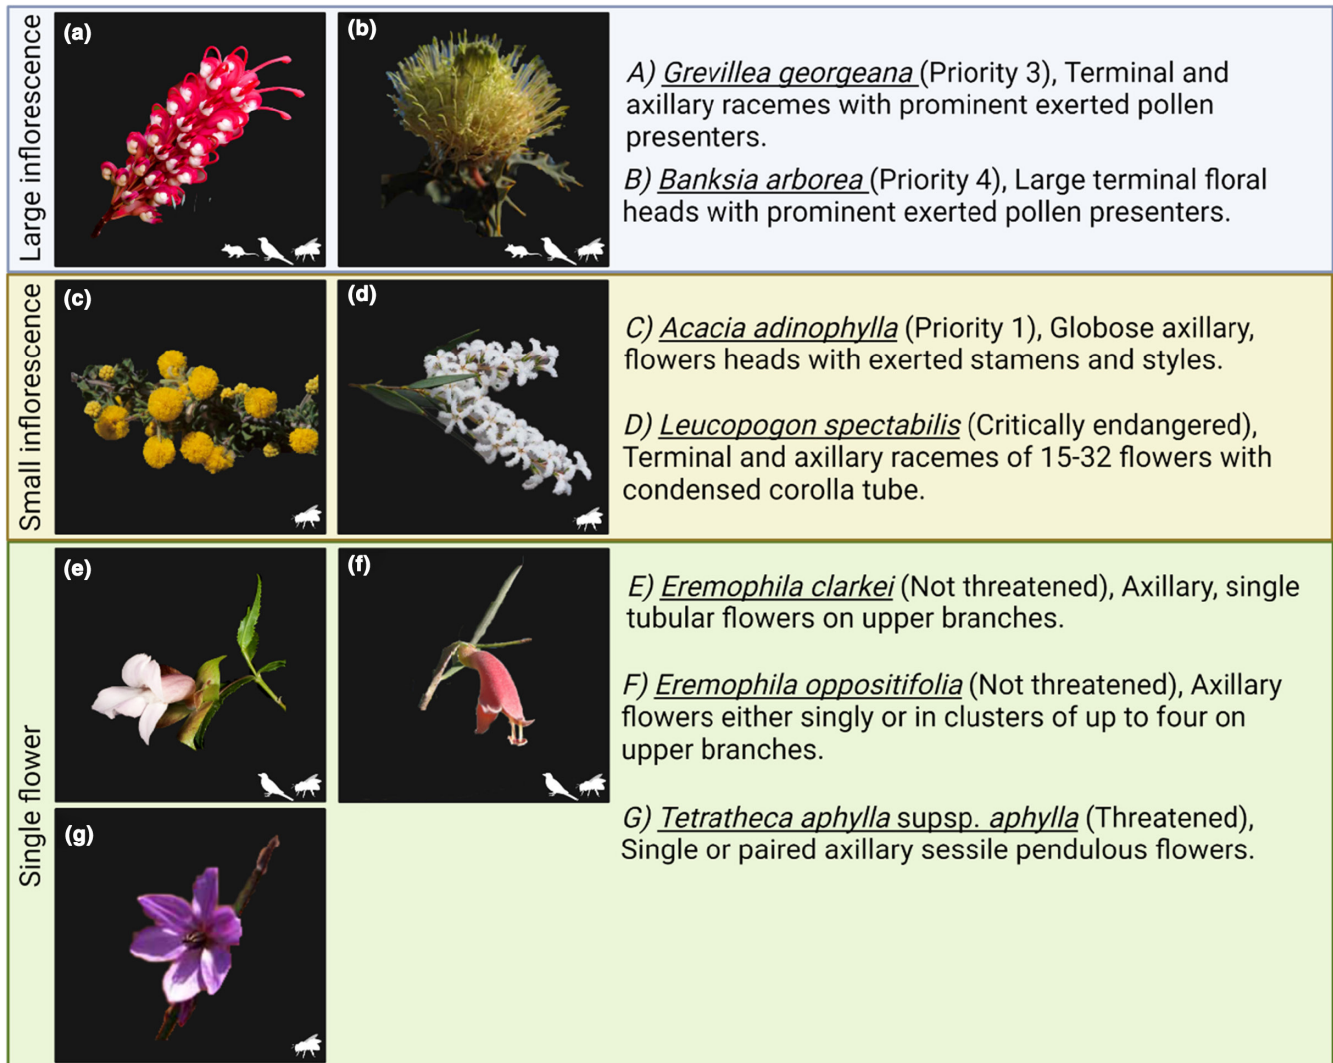 Large inflorescence
(a)
(b)
A) Grevillea georgeana (Priority 3), Terminal and
axillary racemes with prominent exerted pollen
presenters.
B) Banksia arborea (Priority 4), Large terminal floral
heads with prominent exerted pollen presenters.
Small inflorescence
(c)
(d)
C) Acacia adinophylla (Priority 1), Globose axillary,
flowers heads with exerted stamens and styles.
D) Leucopogon spectabilis (Critically endangered),
Terminal and axillary racemes of 15-32 flowers with
condensed corolla tube.
Single flower
(e)
(f)
(g)
E) Eremophila clarkei (Not threatened), Axillary, single
tubular flowers on upper branches.
F) Eremophila oppositifolia (Not threatened), Axillary
flowers either singly or in clusters of up to four on
upper branches.
G) Tetratheca aphylla supsp. aphylla (Threatened),
Single or paired axillary sessile pendulous flowers.